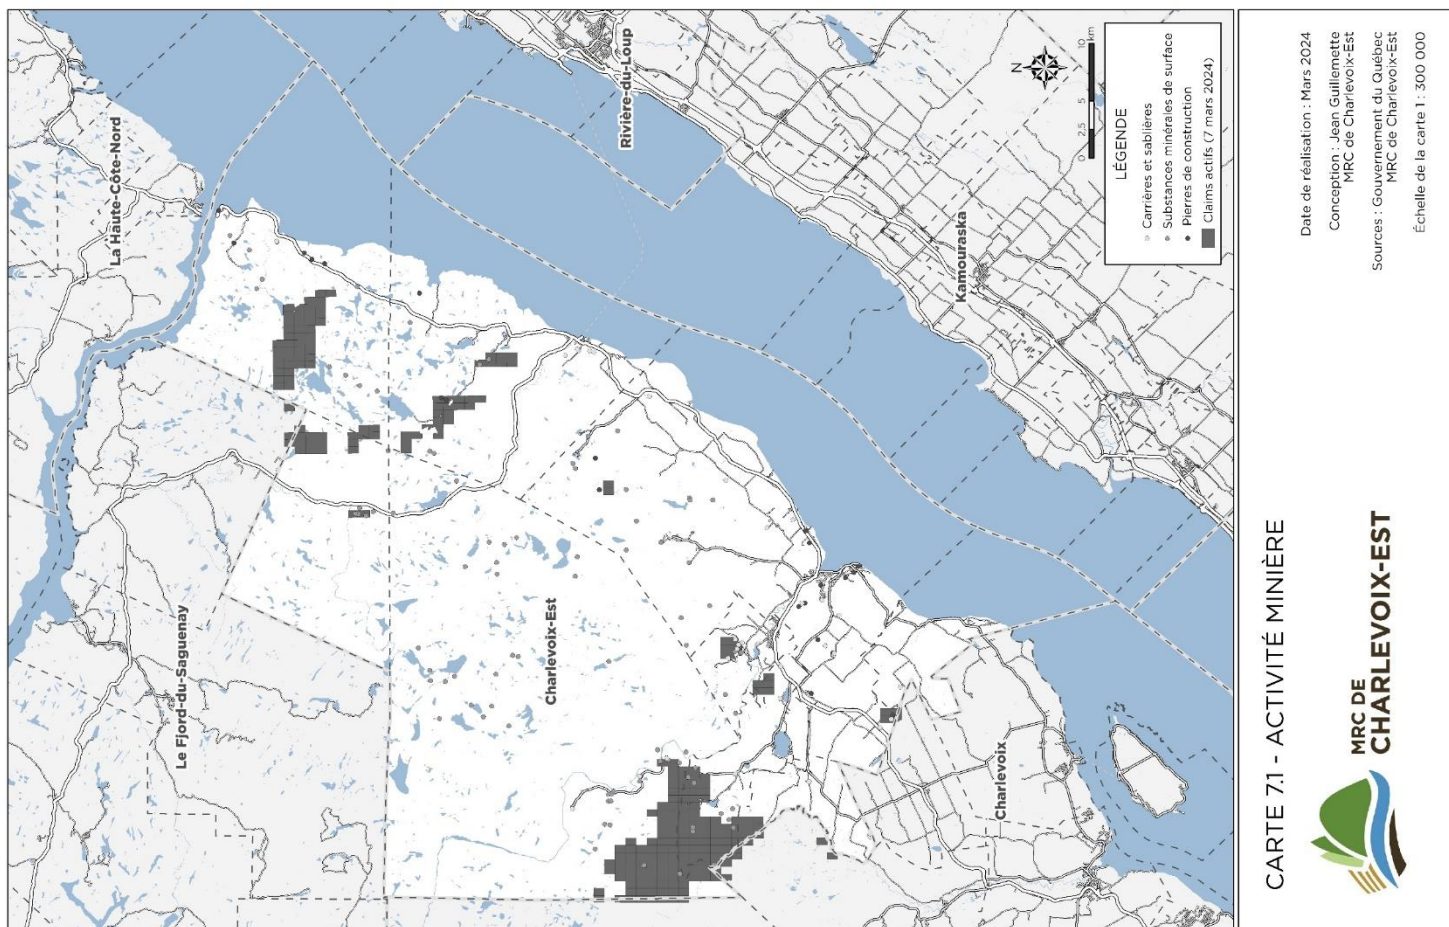 La Haute-Côte-Nord
Rivière-du-Loup
Le Fjord-du-Saguenay
Charlevoix-Est
Kamouraska
Charlevoix
N
0 2,5 5 10
km
LÉGENDE
Carrières et sablières
Substances minérales de surface
Pierres de construction
Claims actifs (7 mars 2024)
CARTE 7.1 - ACTIVITÉ MINIÈRE
MRC DE
CHARLEVOIX-EST
Date de réalisation : Mars 2024
Conception : Jean Guillemette
MRC de Charlevoix-Est
Sources : Gouvernement du Québec
MRC de Charlevoix-Est
Échelle de la carte 1 : 300 000